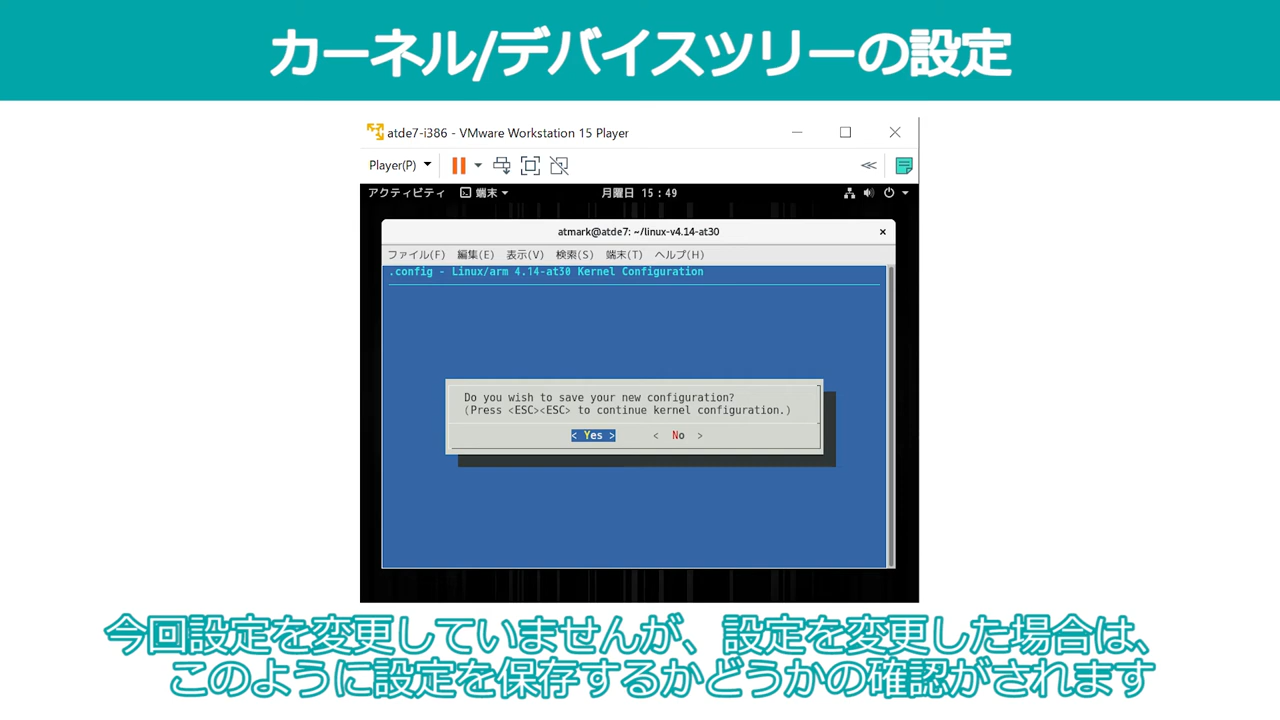 カーネル/デバイスツリーの設定
atde7-i386 - VMware Workstation 15 Player
Player(P)
アクティビティ 端末 月曜日 15：49
atmark@atde7: ~/linux-v4.14-at30
ファイル(F) 編集(E) 表示(V) 検索(S) 端末(T) ヘルプ(H)
.config - Linux/arm 4.14-at30 Kernel Configuration
Do you wish to save your new configuration?
(Press <ESC><ESC> to continue kernel configuration.)
< Yes > < No >
今回設定を変更していませんが、設定を変更した場合は、
このように設定を保存するかどうかの確認がされます